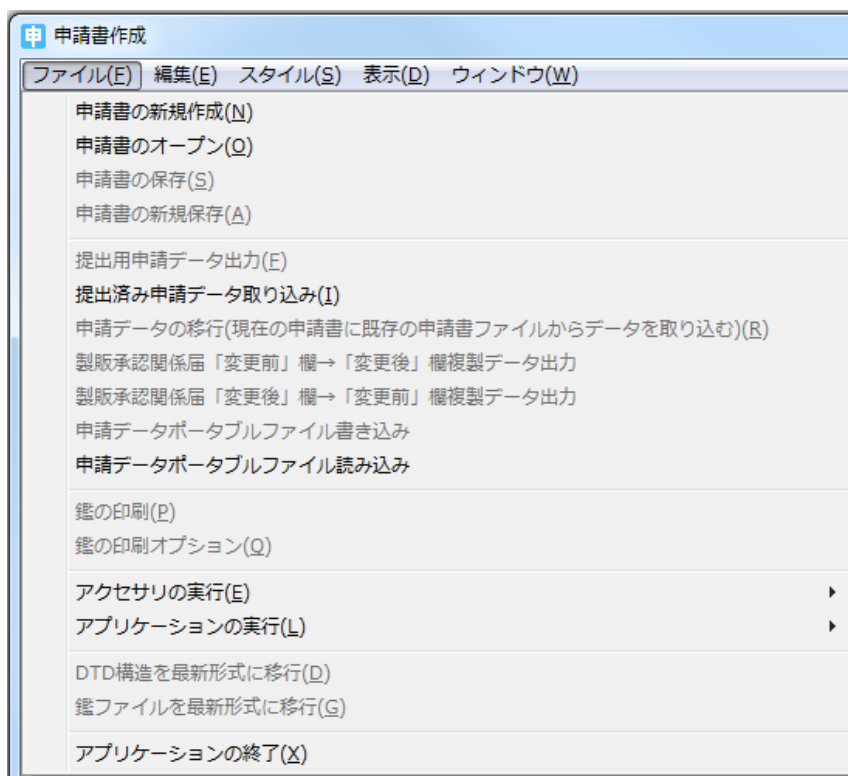 申 申請書作成
ファイル(F) 編集(E) スタイル(S) 表示(D) ウィンドウ(W)
申請書の新規作成(N)
申請書のオープン(O)
申請書の保存(S)
申請書の新規保存(A)
提出用申請データ出力(F)
提出済み申請データ取り込み(I)
申請データの移行(現在の申請書に既存の申請書ファイルからデータを取り込む)(R)
製販承認関係届「変更前」欄→「変更後」欄複製データ出力
製販承認関係届「変更後」欄→「変更前」欄複製データ出力
申請データポータブルファイル書き込み
申請データポータブルファイル読み込み
鑑の印刷(P)
鑑の印刷オプション(Q)
アクセサリの実行(E)
アプリケーションの実行(L)
DTD構造を最新形式に移行(D)
鑑ファイルを最新形式に移行(G)
アプリケーションの終了(X)